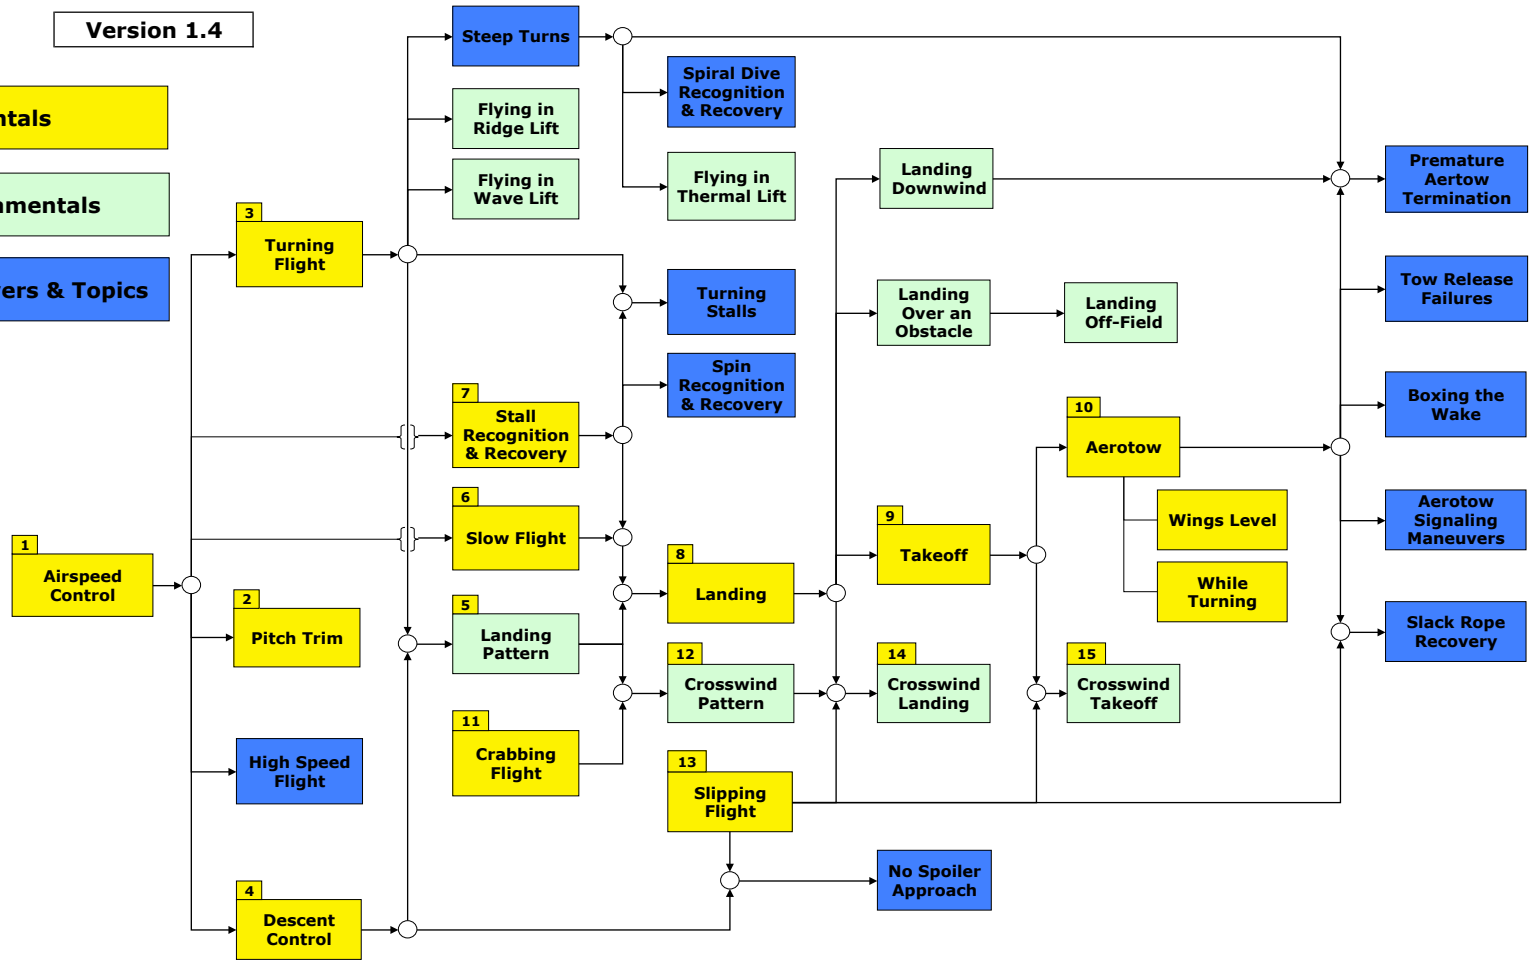 Version 1.4
ntals
amentals
ers & Topics
1
Airspeed
Control
3
Turning
Flight
2
Pitch Trim
High Speed
Flight
4
Descent
Control
Steep Turns
Flying in
Ridge Lift
Flying in
Wave Lift
7
Stall
Recognition
& Recovery
6
Slow Flight
5
Landing
Pattern
11
Crabbing
Flight
Spiral Dive
Recognition
& Recovery
Flying in
Thermal Lift
Turning
Stalls
Spin
Recognition
& Recovery
8
Landing
12
Crosswind
Pattern
13
Slipping
Flight
Landing
Downwind
Landing
Over an
Obstacle
Landing
Off-Field
9
Takeoff
14
Crosswind
Landing
No Spoiler
Approach
10
Aerotow
Wings Level
While
Turning
15
Crosswind
Takeoff
Premature
Aertow
Termination
Tow Release
Failures
Boxing the
Wake
Aerotow
Signaling
Maneuvers
Slack Rope
Recovery